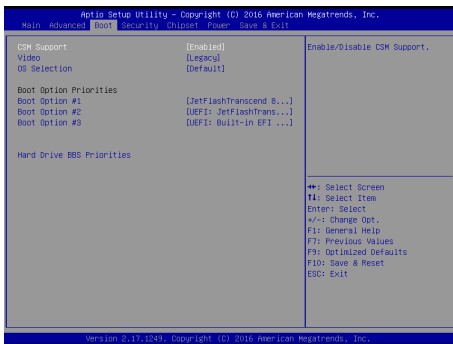 Aptio Setup Utility – Copyright (C) 2016 American Megatrends, Inc.
Main Advanced Boot Security Chipset Power Save & Exit
CSM Support [Enabled]
Video [Legacy]
OS Selection [Default]
Boot Option Priorities
Boot Option #1 [JetFlashTranscend 8...]
Boot Option #2 [UEFI: JetFlashTrans...]
Boot Option #3 [UEFI: Built-in EFI ...]
Hard Drive BBS Priorities
Enable/Disable CSM Support.
→←: Select Screen
↑↓: Select Item
Enter: Select
+/-: Change Opt.
F1: General Help
F7: Previous Values
F9: Optimized Defaults
F10: Save & Reset
ESC: Exit
Version 2.17.1249. Copyright (C) 2016 American Megatrends, Inc.